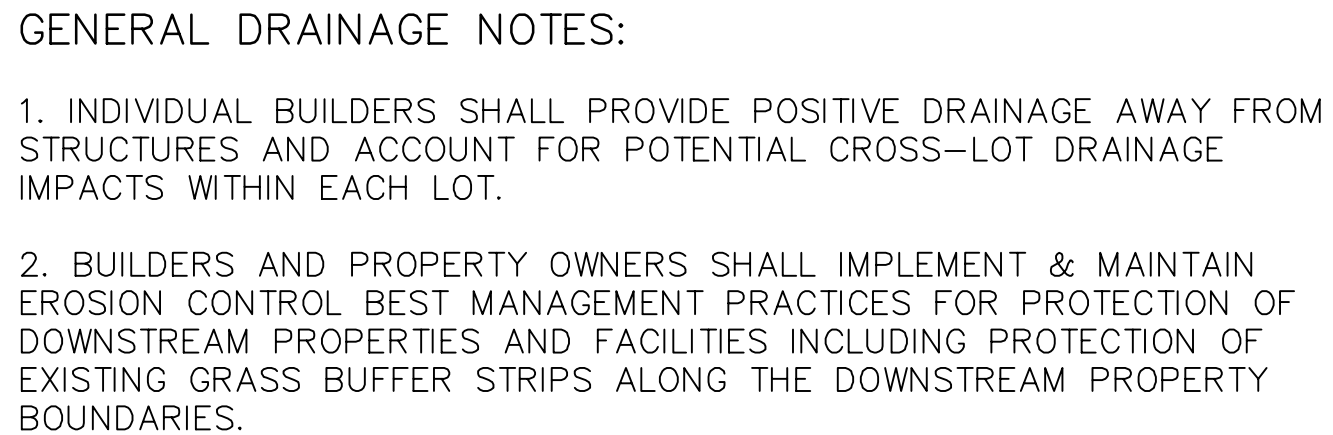 GENERAL DRAINAGE NOTES:
1. INDIVIDUAL BUILDERS SHALL PROVIDE POSITIVE DRAINAGE AWAY FROM
STRUCTURES AND ACCOUNT FOR POTENTIAL CROSS-LOT DRAINAGE
IMPACTS WITHIN EACH LOT.
2. BUILDERS AND PROPERTY OWNERS SHALL IMPLEMENT & MAINTAIN
EROSION CONTROL BEST MANAGEMENT PRACTICES FOR PROTECTION OF
DOWNSTREAM PROPERTIES AND FACILITIES INCLUDING PROTECTION OF
EXISTING GRASS BUFFER STRIPS ALONG THE DOWNSTREAM PROPERTY
BOUNDARIES.